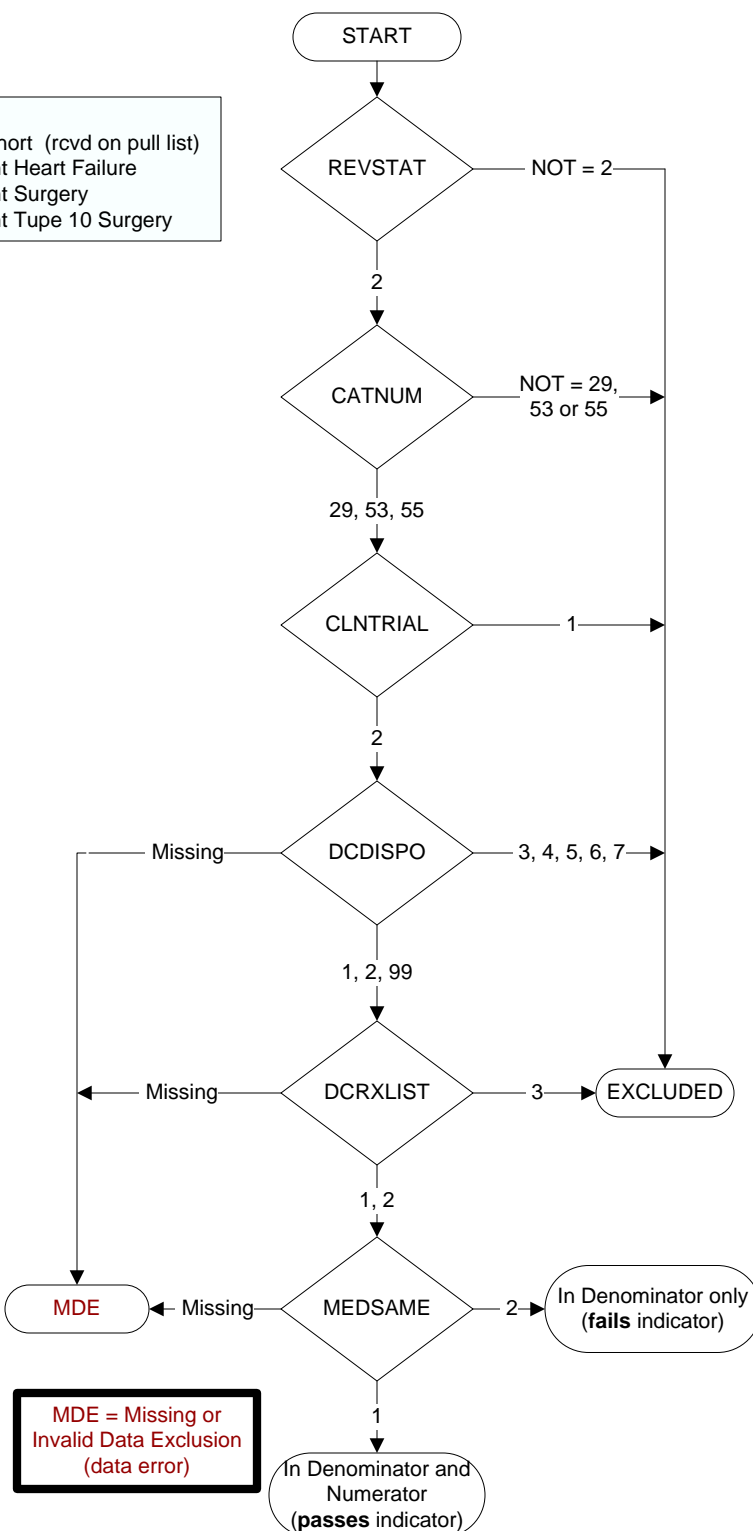 START
(rcvd on pull list)
Heart Failure
Surgery
Tupe 10 Surgery
REVSTAT
NOT = 2
2
CATNUM
NOT = 29,
53 or 55
29, 53, 55
CLNTRIAL
1
2
Missing
DCDISPO
3, 4, 5, 6, 7
1, 2, 99
Missing
DCRXLIST
3
EXCLUDED
1, 2
MDE
Missing
MEDSAME
2
In Denominator only
(fails indicator)
1
MDE = Missing or
Invalid Data Exclusion
(data error)
In Denominator and
Numerator
(passes indicator)